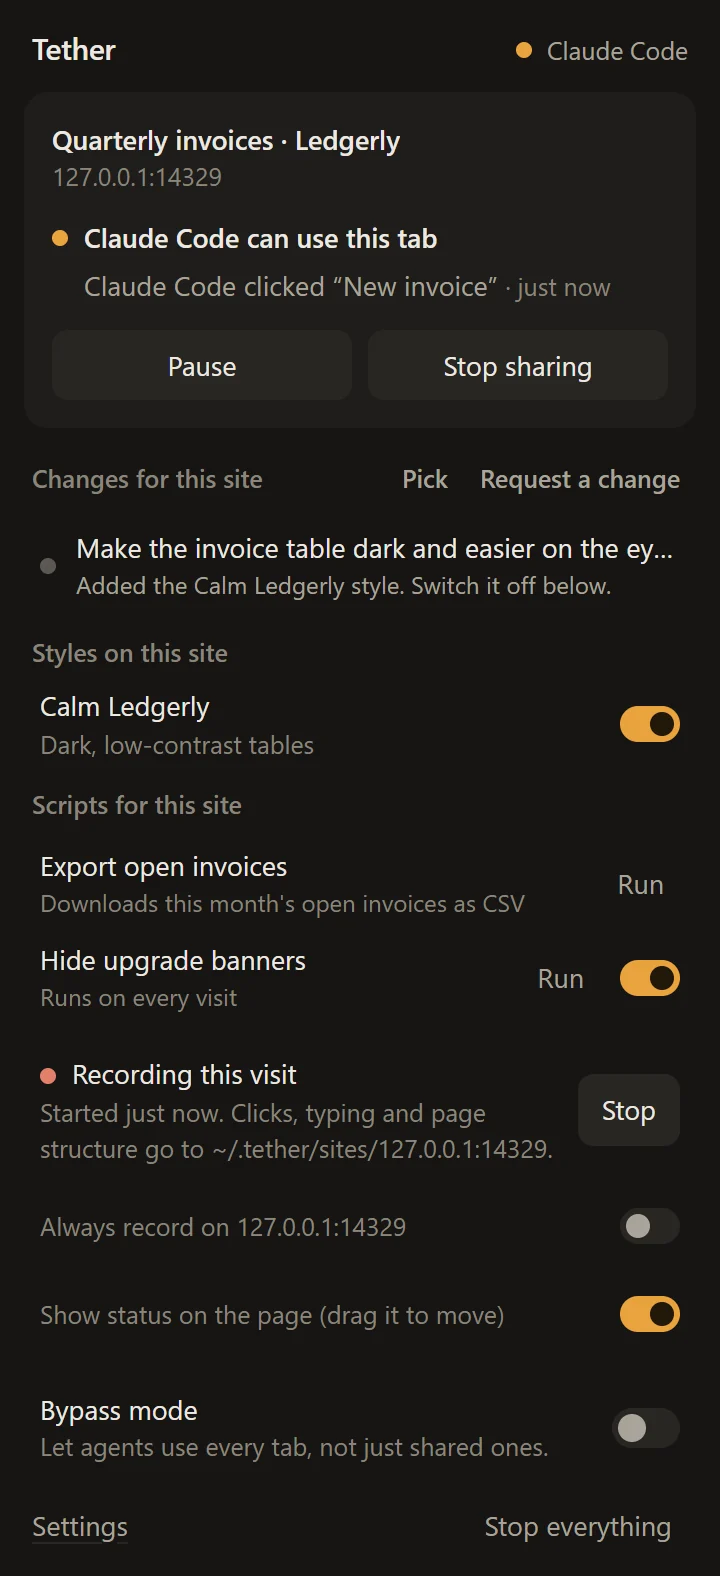 Tether
Claude Code
Quarterly invoices · Ledgerly
127.0.0.1:14329
Claude Code can use this tab
Claude Code clicked “New invoice” · just now
Pause
Stop sharing
Changes for this site
Pick
Request a change
Make the invoice table dark and easier on the ey...
Added the Calm Ledgerly style. Switch it off below.
Styles on this site
Calm Ledgerly
Dark, low-contrast tables
Scripts for this site
Export open invoices
Downloads this month's open invoices as CSV
Run
Hide upgrade banners
Runs on every visit
Run
Recording this visit
Started just now. Clicks, typing and page
structure go to ~/.tether/sites/127.0.0.1:14329.
Stop
Always record on 127.0.0.1:14329
Show status on the page (drag it to move)
Bypass mode
Let agents use every tab, not just shared ones.
Settings
Stop everything